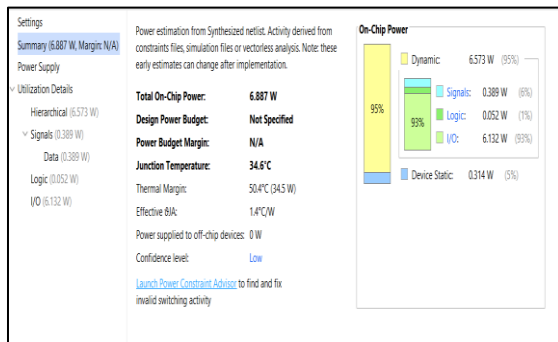 Settings
Summary (6.887 W, Margin: N/A)
Power Supply
Utilization Details
Hierarchical (6.573 W)
Signals (0.389 W)
Data (0.389 W)
Logic (0.052 W)
I/O (6.132 W)
Power estimation from Synthesized netlist. Activity derived from
constraints files, simulation files or vectorless analysis. Note: these
early estimates can change after implementation.
Total On-Chip Power: 6.887 W
Design Power Budget: Not Specified
Power Budget Margin: N/A
Junction Temperature: 34.6°C
Thermal Margin: 50.4°C (34.5 W)
Effective ϑJA: 1.4°C/W
Power supplied to off-chip devices: 0 W
Confidence level: Low
Launch Power Constraint Advisor to find and fix
invalid switching activity
On-Chip Power
95%
Dynamic: 6.573 W (95%)
93%
Signals: 0.389 W (6%)
Logic: 0.052 W (1%)
I/O: 6.132 W (93%)
Device Static: 0.314 W (5%)